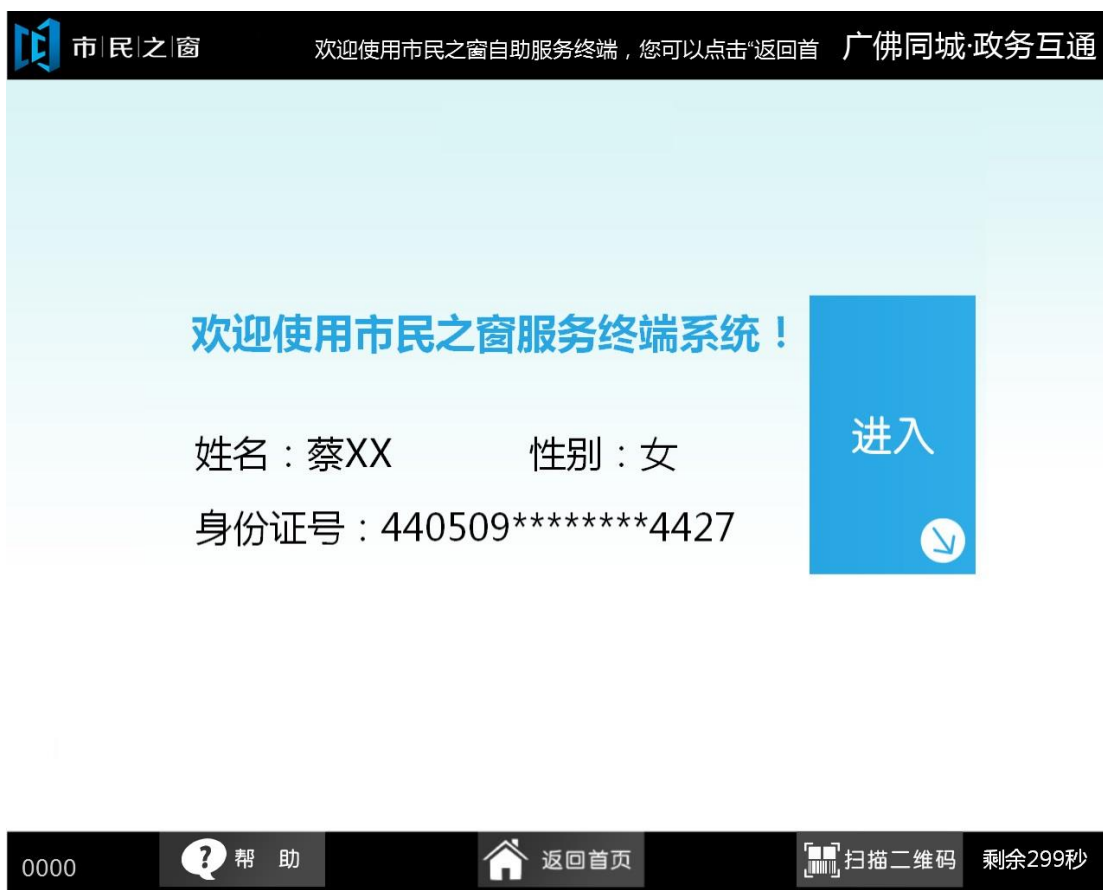 市民之窗 欢迎使用市民之窗自助服务终端，您可以点击“返回首 广佛同城·政务互通
欢迎使用市民之窗服务终端系统！
姓名：蔡XX 性别：女
进入
身份证号：440509********4427
0000 ? 帮 助 返回首页 扫描二维码 剩余299秒